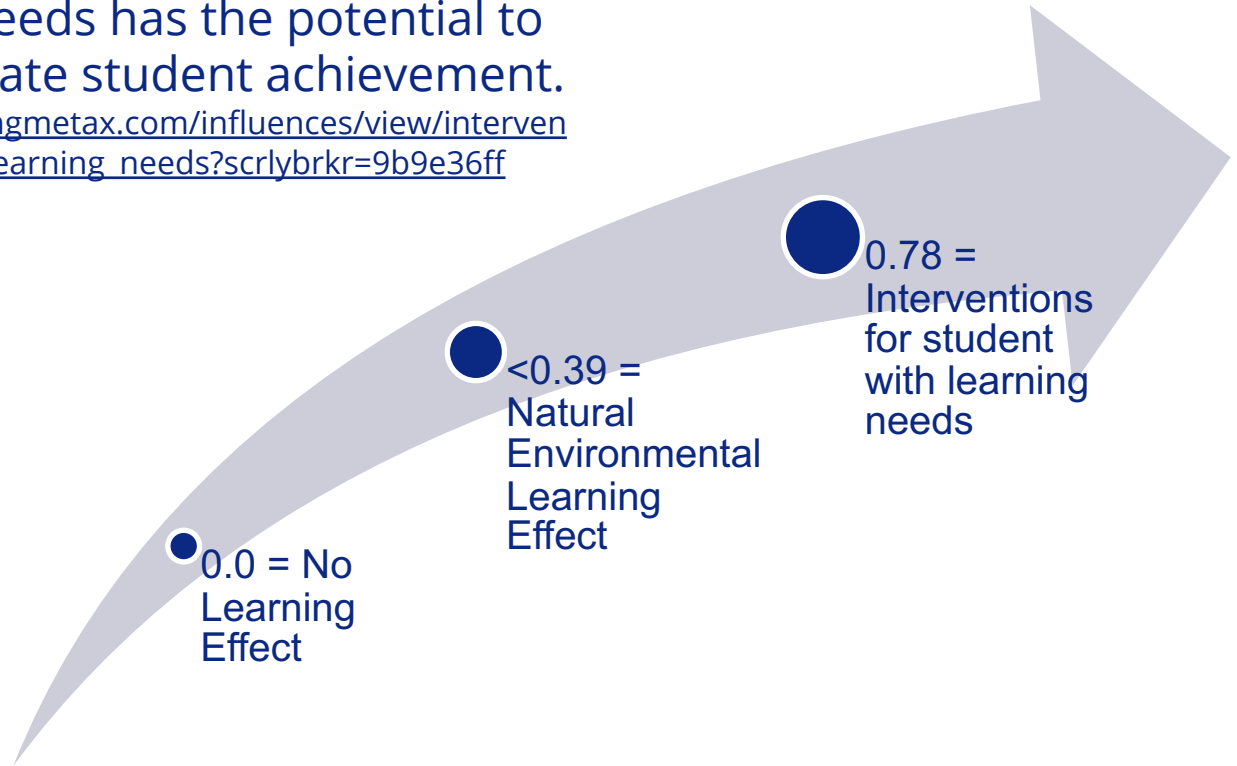 eeds has the potential to
ate student achievement.
ngmetax.com/influences/view/interven
earning_needs?scrlybrkr=9b9e36ff
0.78 =
Interventions
for student
with learning
needs
<0.39 =
Natural
Environmental
Learning
Effect
0.0 = No
Learning
Effect